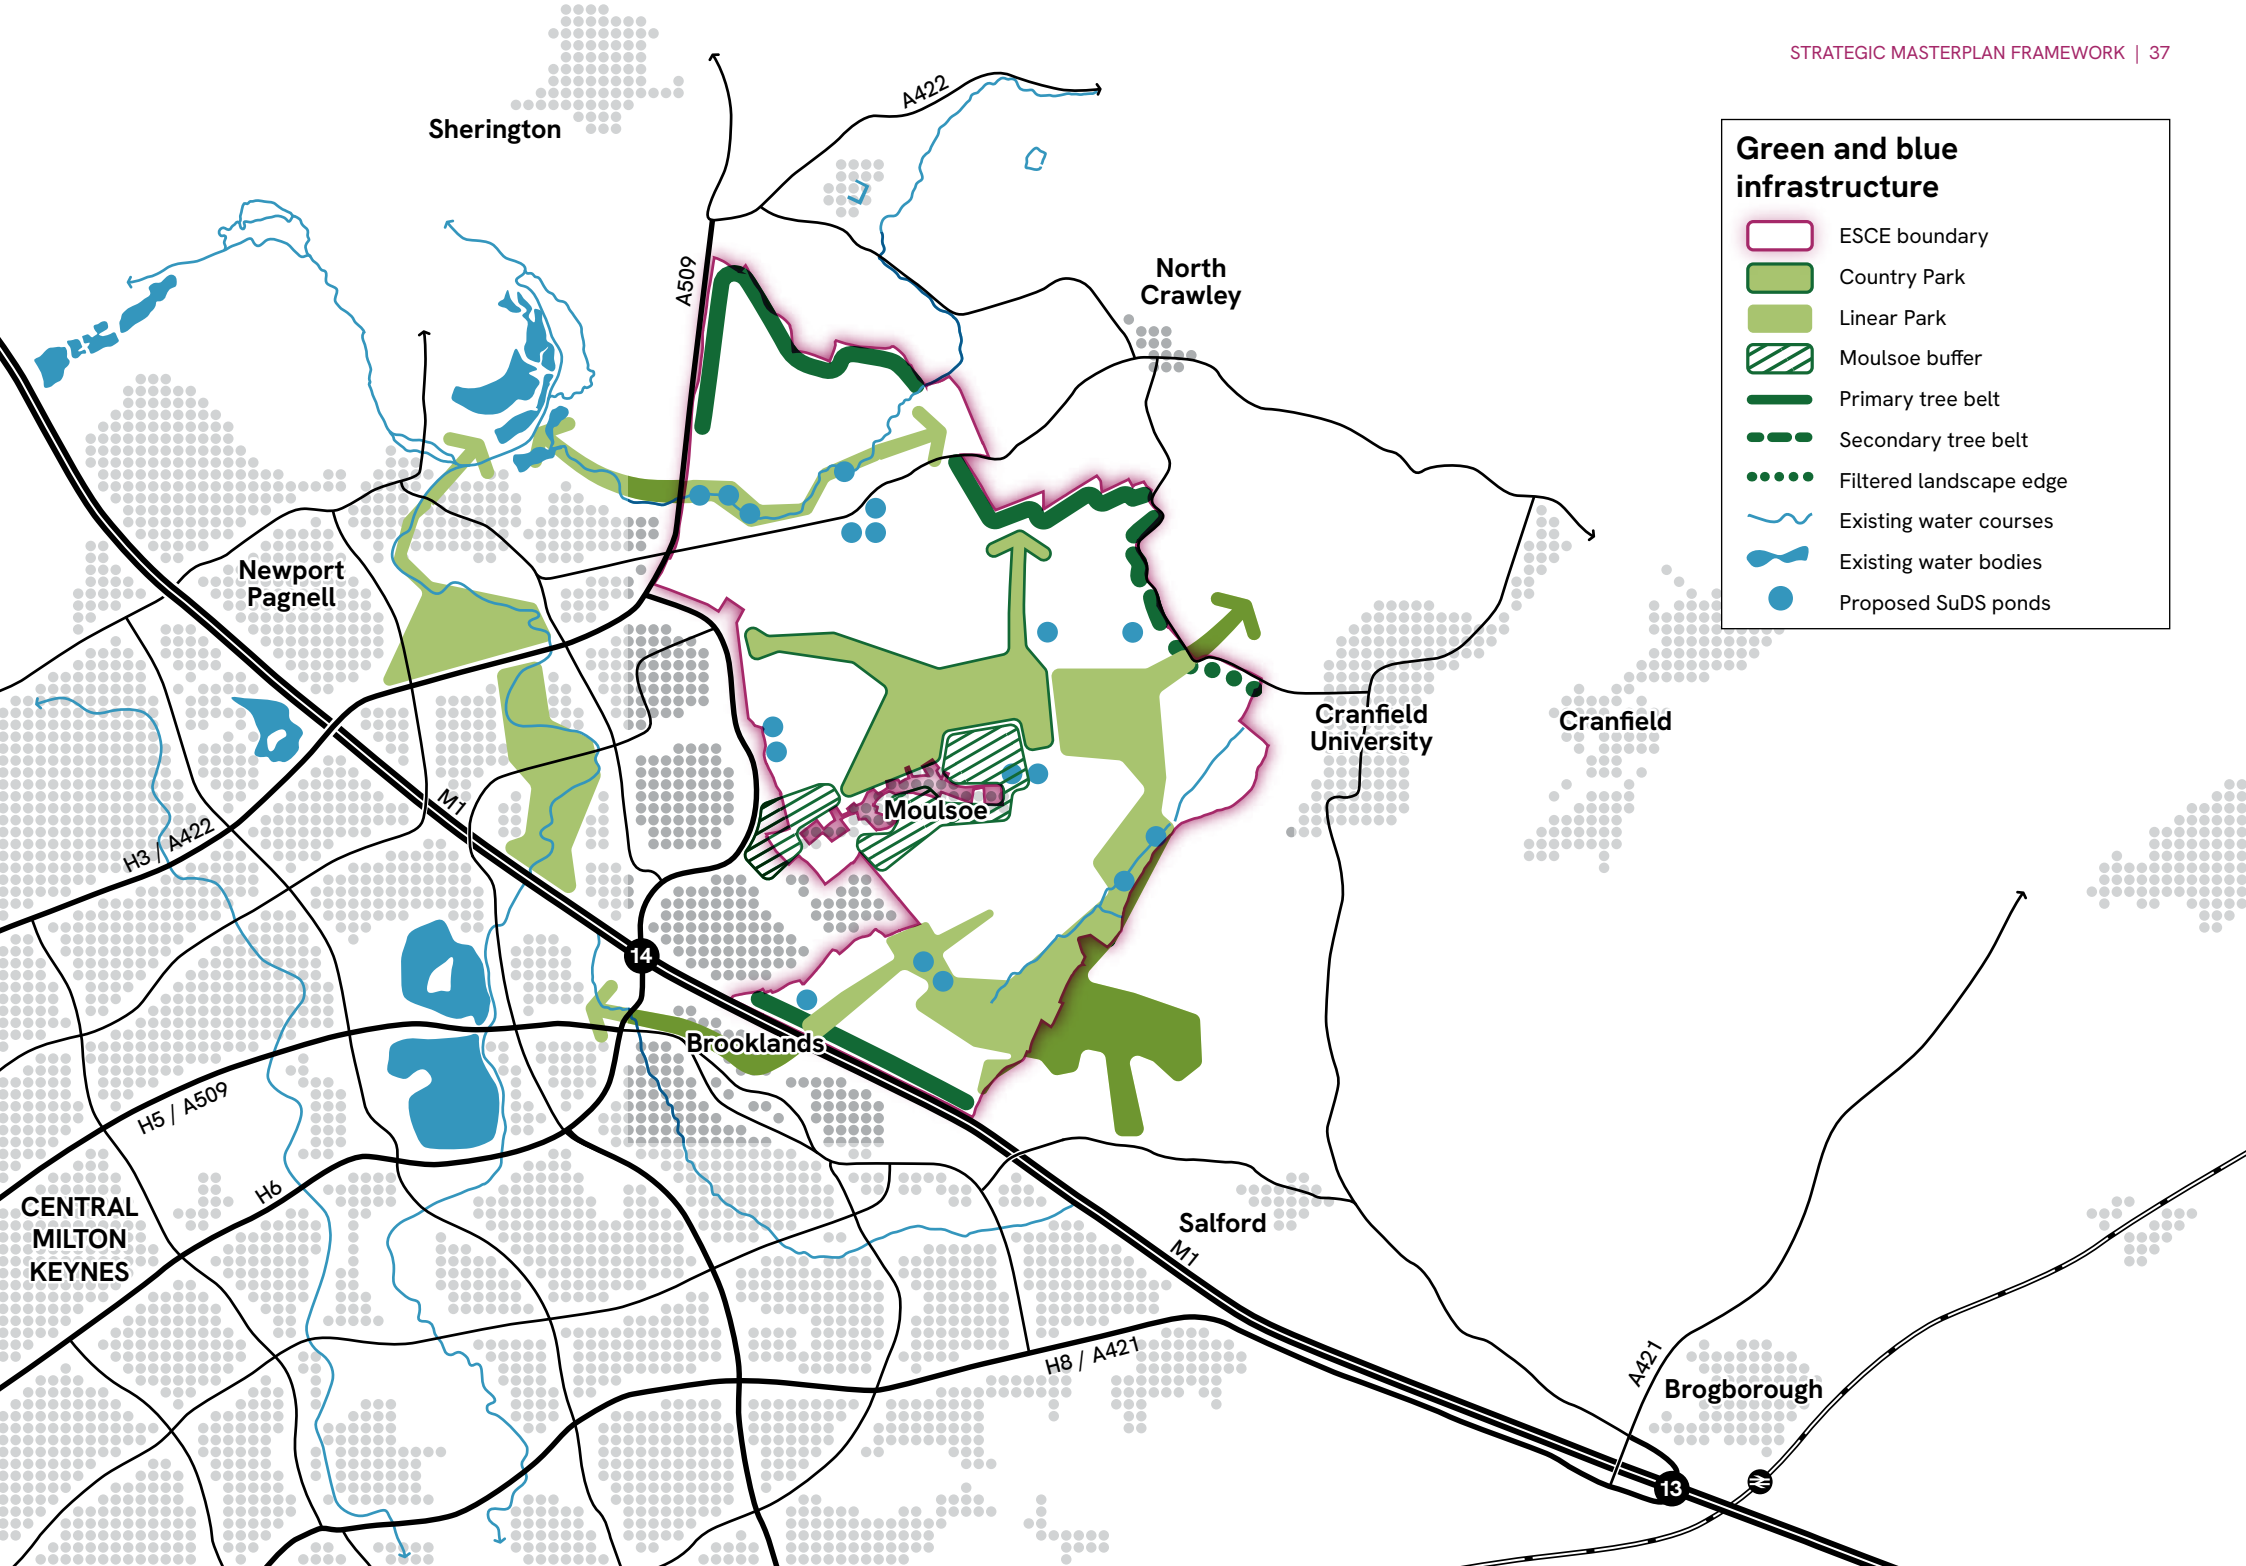 STRATEGIC MASTERPLAN FRAMEWORK | 37
Green and blue
infrastructure
ESCE boundary
Country Park
Linear Park
Moulsoe buffer
Primary tree belt
Secondary tree belt
Filtered landscape edge
Existing water courses
Existing water bodies
Proposed SuDS ponds
A422
Sherington
A509
North
Crawley
Newport
Pagnell
Cranfield
University
Cranfield
M1
Moulsoe
H3 / A422
14
Brooklands
H5 / A509
H6
CENTRAL
MILTON
KEYNES
Salford
M1
H8 / A421
A421
Brogborough
13